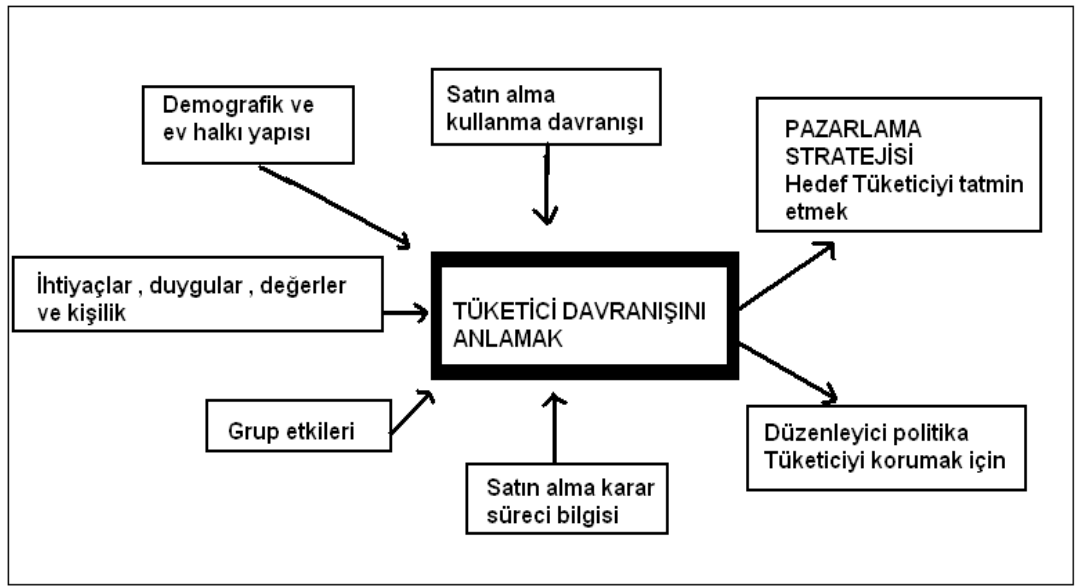 Demografik ve
ev halkı yapısı
Satın alma
kullanma davranışı
PAZARLAMA
STRATEJİSİ
Hedef Tüketiciyi tatmin
etmek
İhtiyaçlar , duygular , değerler
ve kişilik
TÜKETİCİ DAVRANIŞINI
ANLAMAK
Grup etkileri
Satın alma karar
süreci bilgisi
Düzenleyici politika
Tüketiciyi korumak için